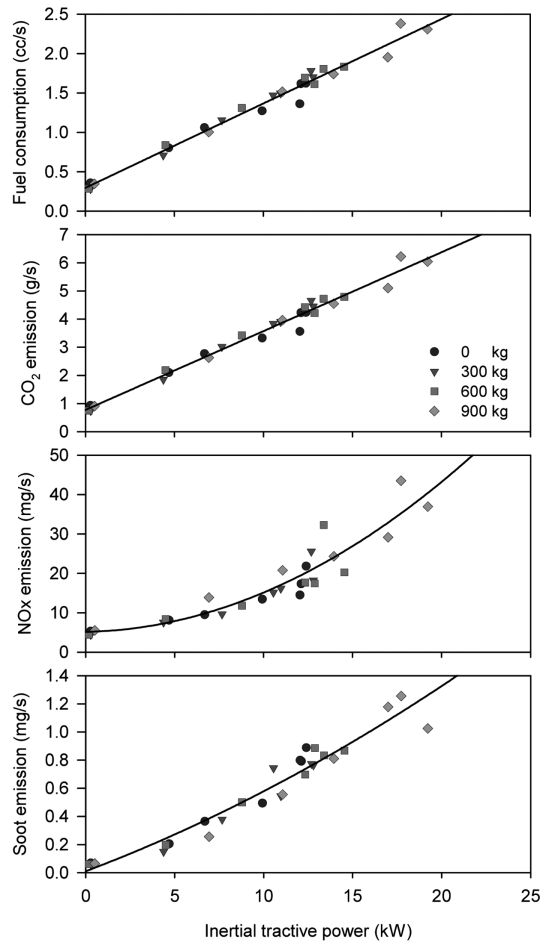 2.5
2.0
1.5
1.0
0.5
0.0
Fuel consumption (cc/s)
7
6
5
4
3
2
1
0
CO2 emission (g/s)
0 kg
300 kg
600 kg
900 kg
50
40
30
20
10
0
NOx emission (mg/s)
1.4
1.2
1.0
0.8
0.6
0.4
0.2
0.0
Soot emission (mg/s)
0 5 10 15 20 25
Inertial tractive power (kW)